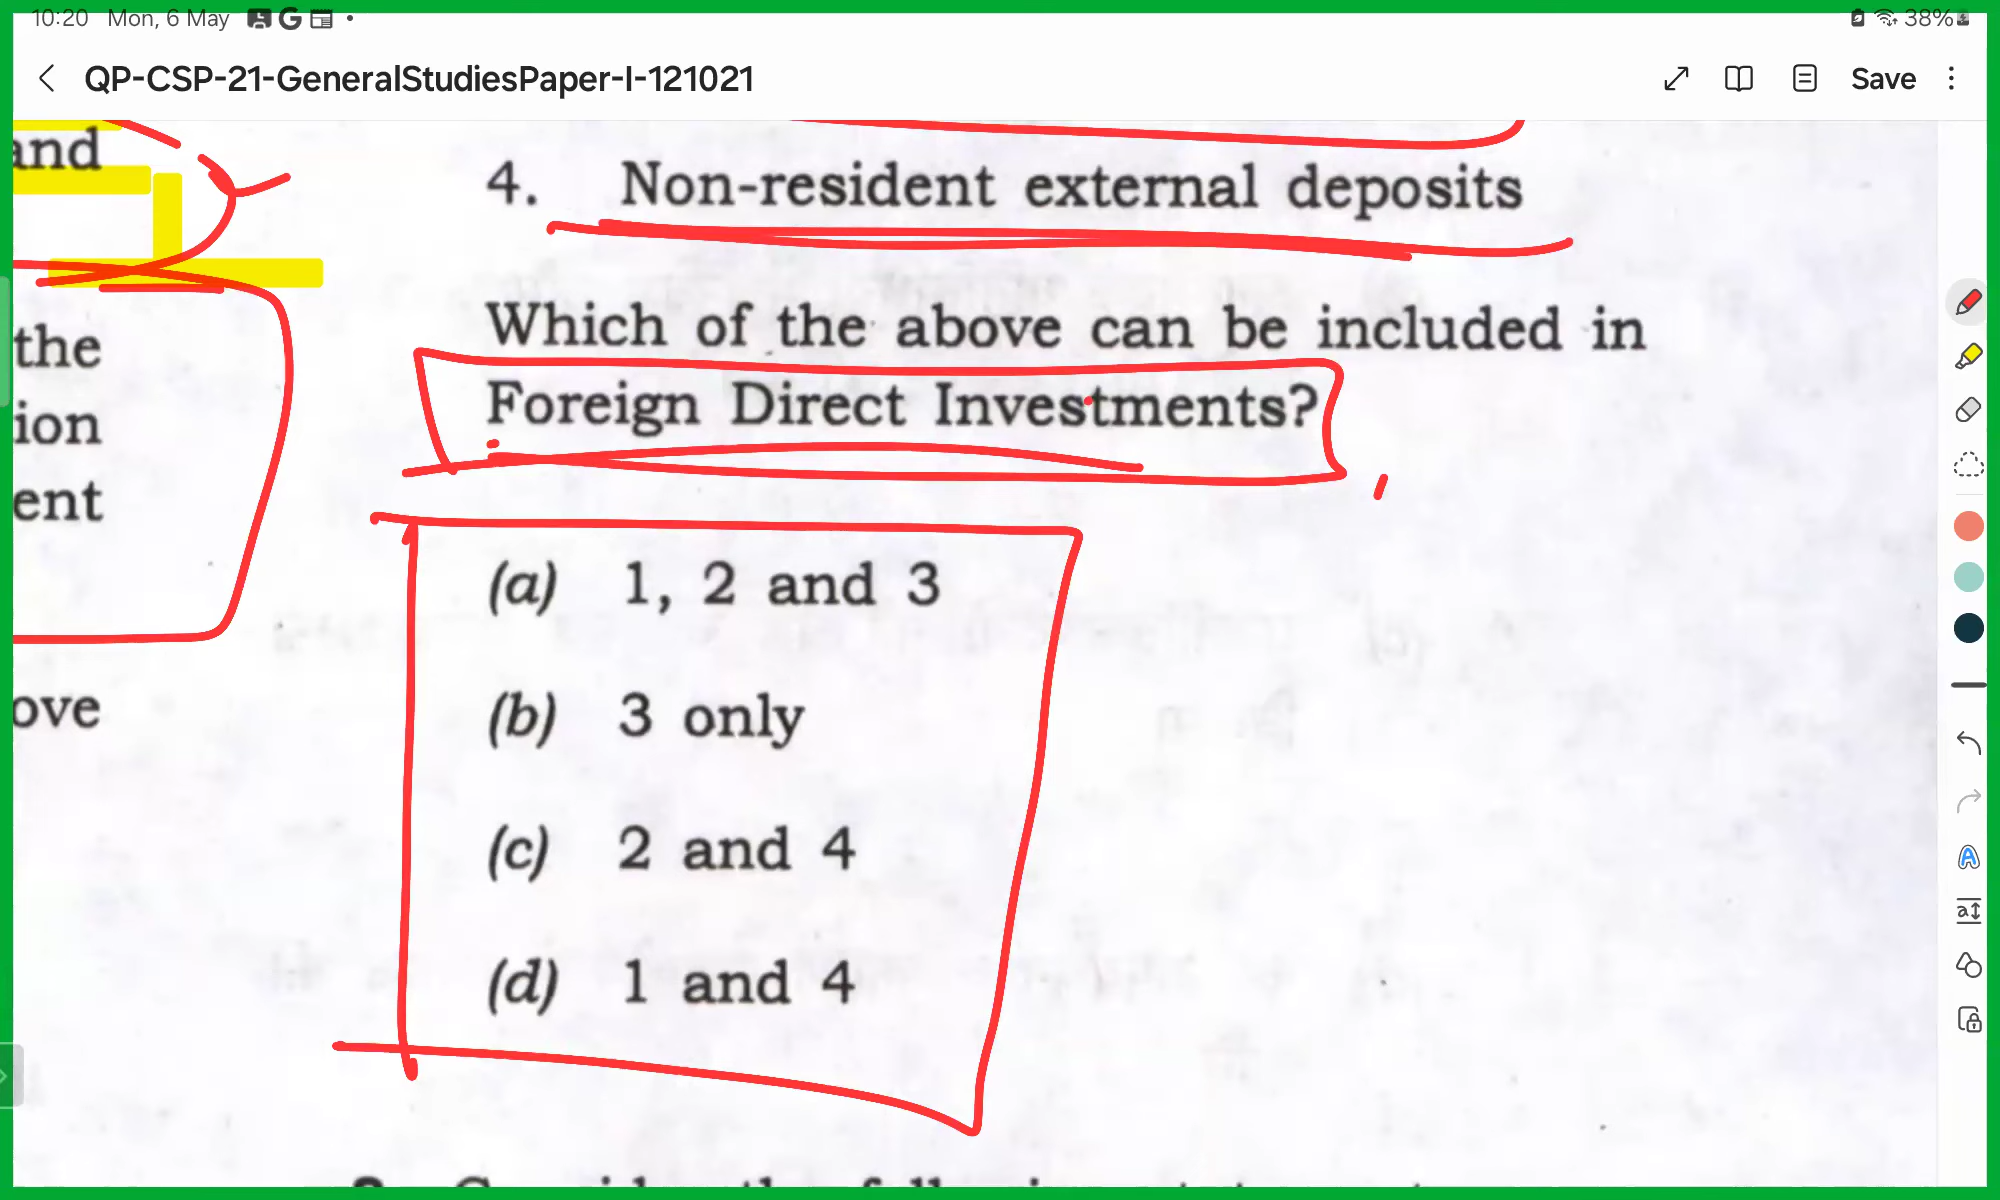 10:20 Mon, 6 May
38%
QP-CSP-21-GeneralStudiesPaper-I-121021
Save
and
the
ion
ent
ove
4. Non-resident external deposits
Which of the above can be included in
Foreign Direct Investments?
(a) 1, 2 and 3
(b) 3 only
(c) 2 and 4
(d) 1 and 4